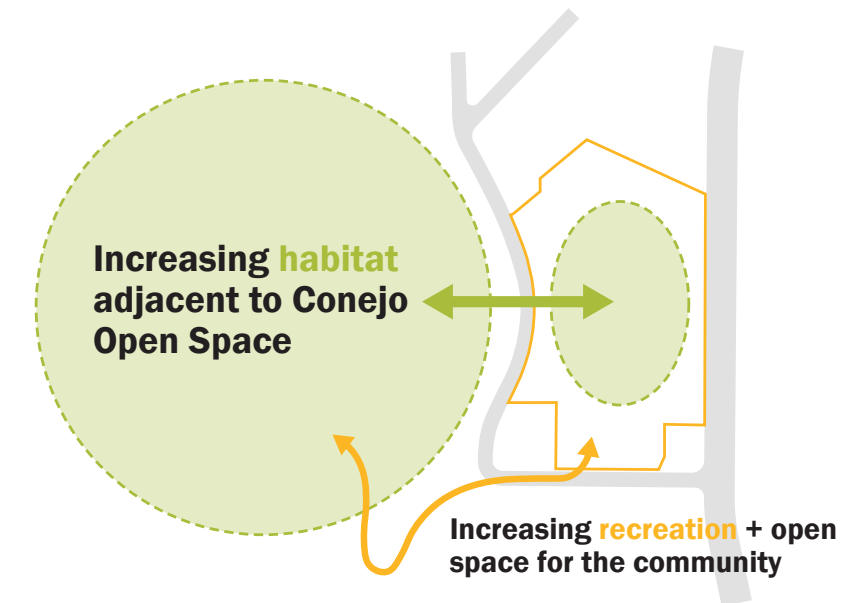 Increasing habitat
adjacent to Conejo
Open Space
Increasing recreation + open
space for the community